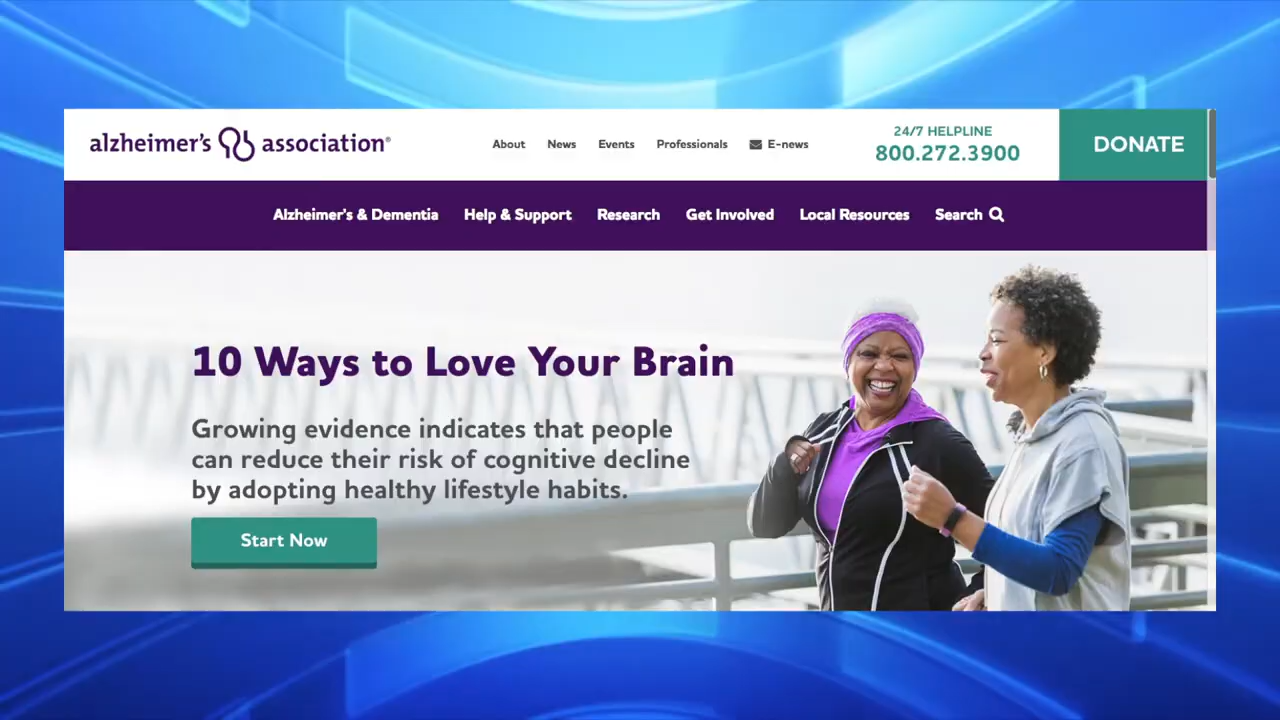 alzheimer's association®
About News Events Professionals E-news
24/7 HELPLINE
800.272.3900
DONATE
Alzheimer's & Dementia Help & Support Research Get Involved Local Resources Search
10 Ways to Love Your Brain
Growing evidence indicates that people
can reduce their risk of cognitive decline
by adopting healthy lifestyle habits.
Start Now